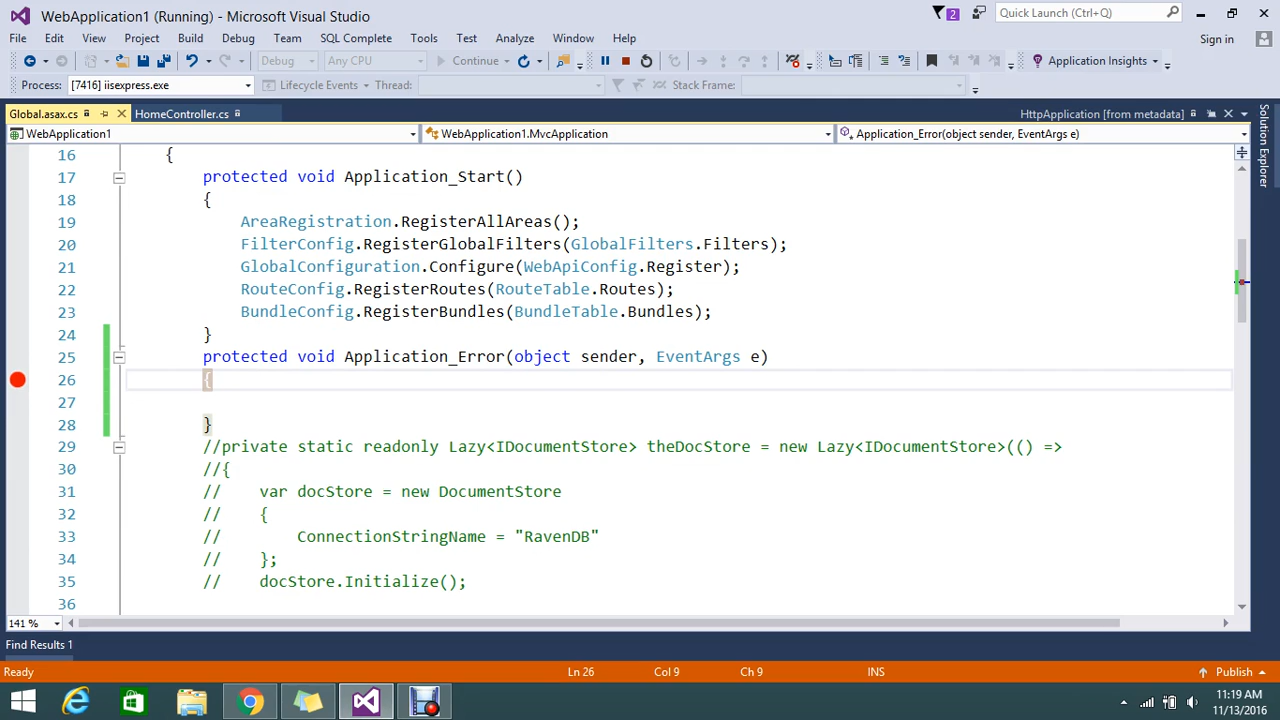 WebApplication1 (Running) - Microsoft Visual Studio
2
Quick Launch (Ctrl+Q)
File Edit View Project Build Debug Team SQL Complete Tools Test Analyze Window Help
Sign in
Debug Any CPU Continue Application Insights
Process: [7416] iisexpress.exe Lifecycle Events Thread: Stack Frame:
Global.asax.cs HomeController.cs HttpApplication [from metadata]
WebApplication1 WebApplication1.MvcApplication Application_Error(object sender, EventArgs e)
Solution Explorer
16 {
17 protected void Application_Start()
18 {
19 AreaRegistration.RegisterAllAreas();
20 FilterConfig.RegisterGlobalFilters(GlobalFilters.Filters);
21 GlobalConfiguration.Configure(WebApiConfig.Register);
22 RouteConfig.RegisterRoutes(RouteTable.Routes);
23 BundleConfig.RegisterBundles(BundleTable.Bundles);
24 }
25 protected void Application_Error(object sender, EventArgs e)
26 {
27
28 }
29 //private static readonly Lazy<IDocumentStore> theDocStore = new Lazy<IDocumentStore>(() =>
30 //{
31 // var docStore = new DocumentStore
32 // {
33 // ConnectionStringName = "RavenDB"
34 // };
35 // docStore.Initialize();
36
141 %
Find Results 1
Ready Ln 26 Col 9 Ch 9 INS Publish
11:19 AM
11/13/2016